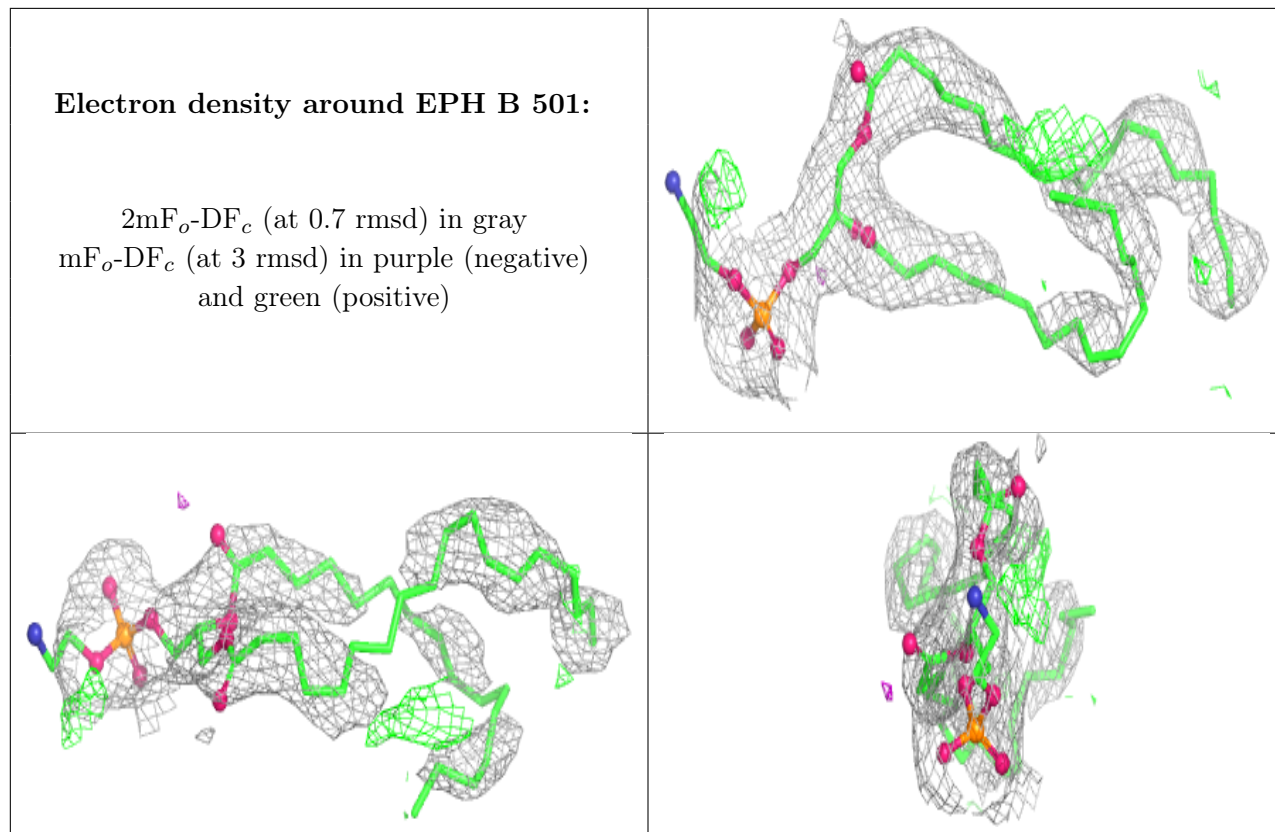 Electron density around EPH B 501:
2mFₒ-DF𝒸 (at 0.7 rmsd) in gray
mFₒ-DF𝒸 (at 3 rmsd) in purple (negative)
and green (positive)